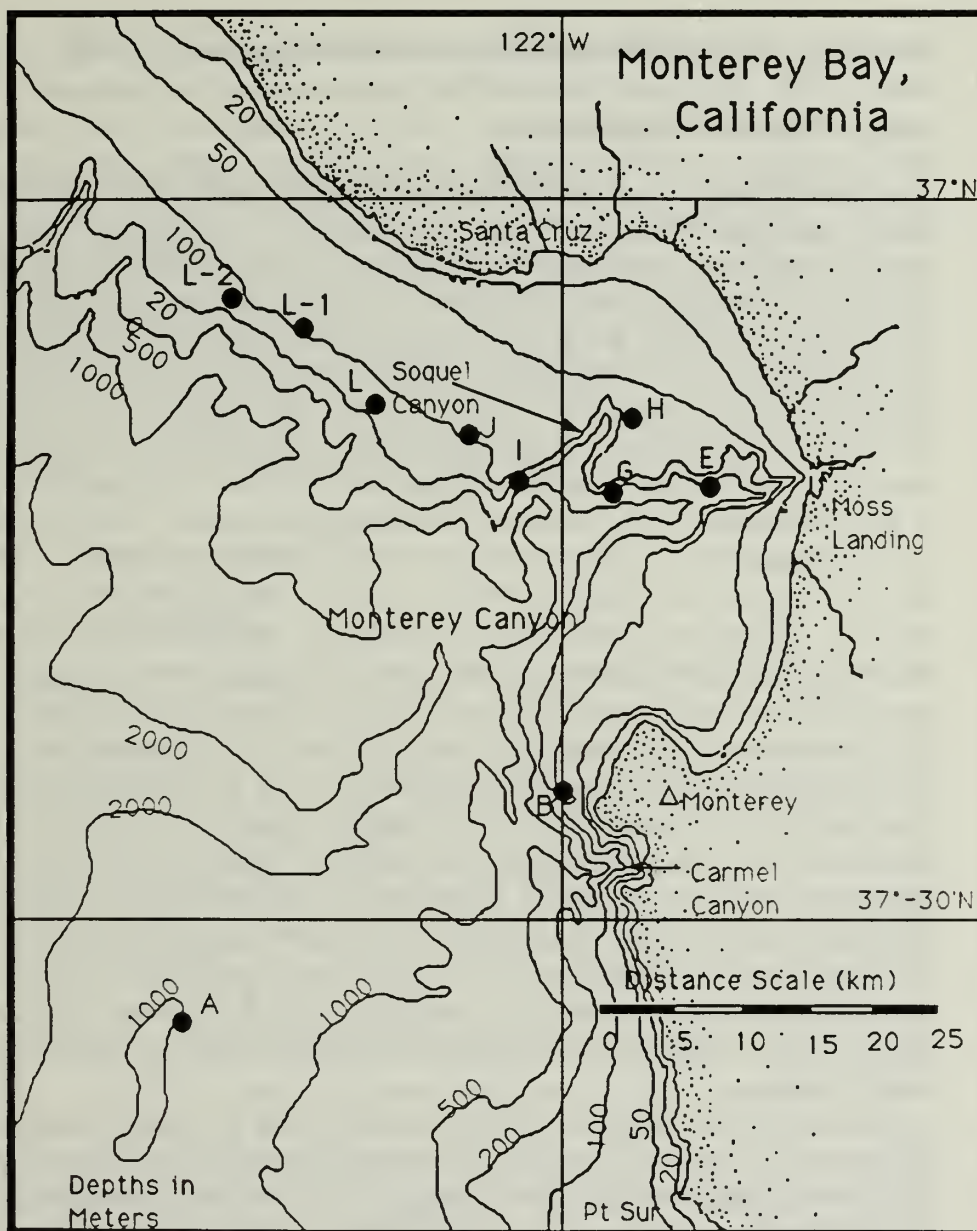 122° W
Monterey Bay,
California
20
50
37°N
Santa Cruz
100
L-2
20
0
L-1
500
1000
Soquel
Canyon
L
J
H
I
G
E
Moss
Landing
Monterey Canyon
2000
2000
B
Monterey
Carmel
Canyon
37°-30'N
Distance Scale (km)
0 5 10 15 20 25
1000
A
1000
500
200
100
50
20
Depths in
Meters
Pt Sur